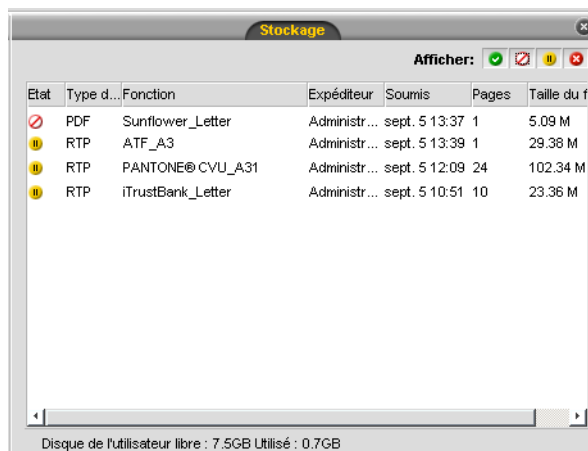 Stockage
Afficher:
Etat Type d... Fonction Expéditeur Soumis Pages Taille du f
PDF Sunflower_Letter Administr... sept. 5 13:37 1 5.09 M
RTP ATF_A3 Administr... sept. 5 13:39 1 29.38 M
RTP PANTONE® CVU_A31 Administr... sept. 5 12:09 24 102.34 M
RTP iTrustBank_Letter Administr... sept. 5 10:51 10 23.36 M
Disque de l'utilisateur libre : 7.5GB Utilisé : 0.7GB